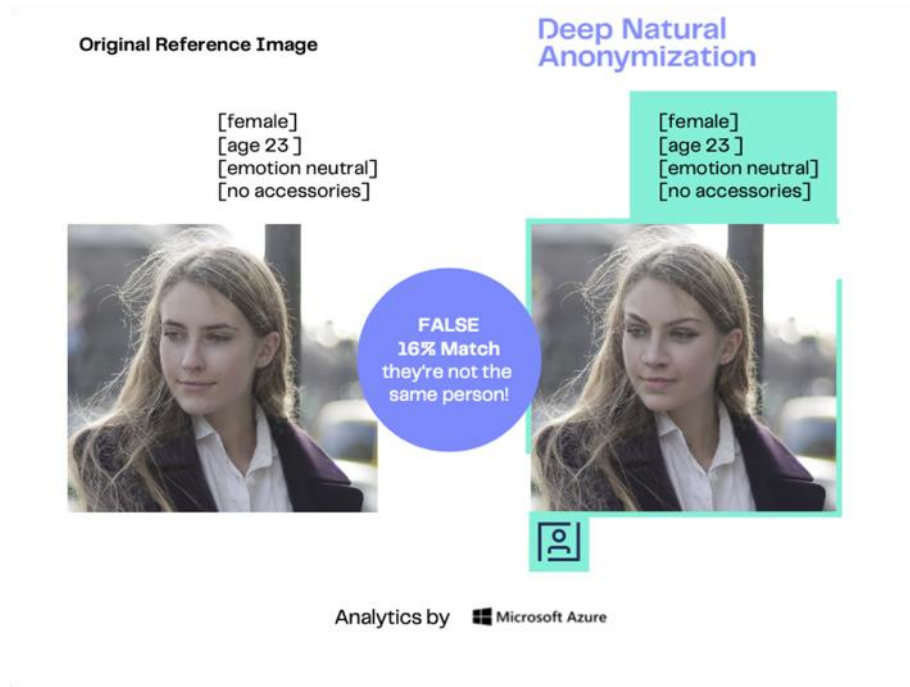 Original Reference Image
Deep Natural
Anonymization
[female]
[age 23 ]
[emotion neutral]
[no accessories]
[female]
[age 23 ]
[emotion neutral]
[no accessories]
FALSE
16% Match
they're not the
same person!
Analytics by Microsoft Azure